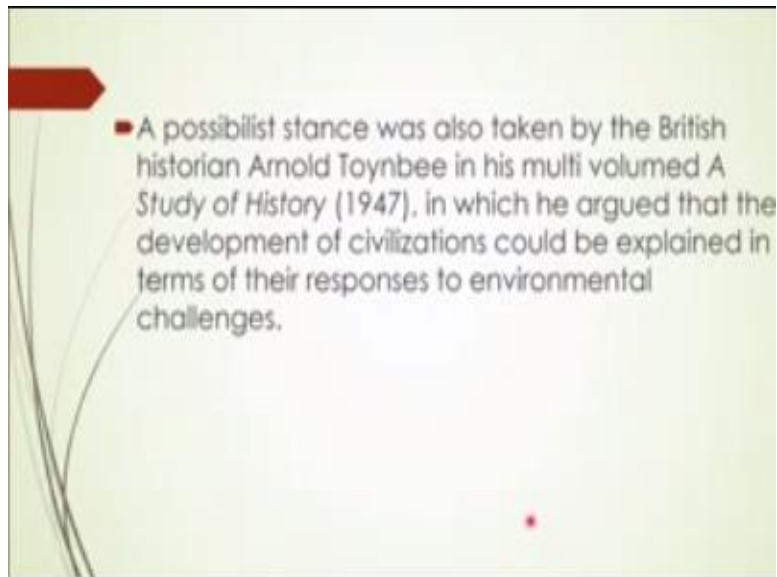 A possibilist stance was also taken by the British
historian Arnold Toynbee in his multi volumed A
Study of History (1947), in which he argued that the
development of civilizations could be explained in
terms of their responses to environmental
challenges.